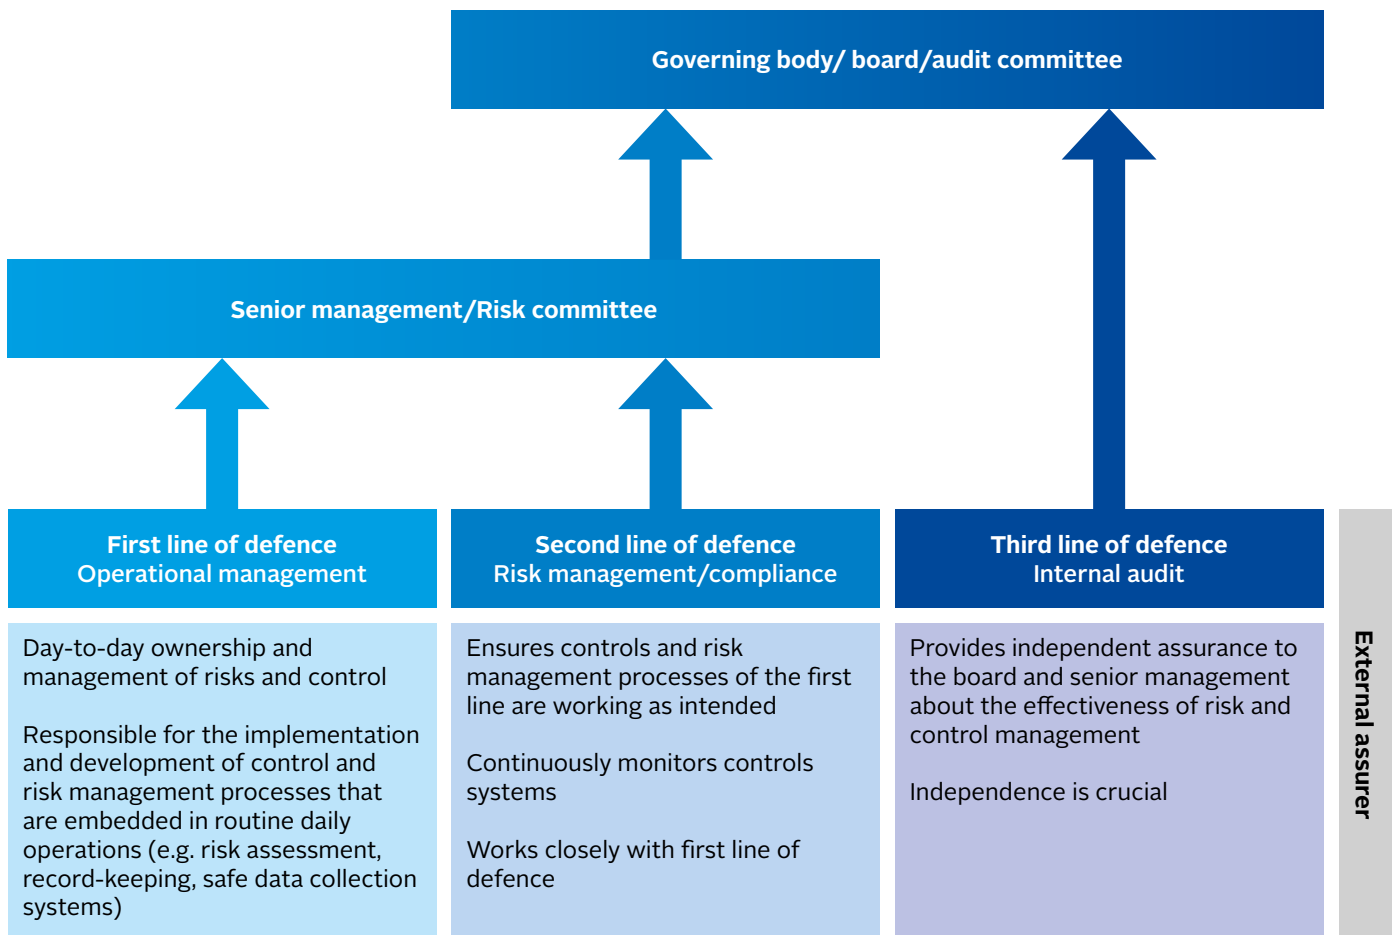 Governing body/ board/audit committee
Senior management/Risk committee
First line of defence
Operational management
Second line of defence
Risk management/compliance
Third line of defence
Internal audit
Day-to-day ownership and
management of risks and control
Responsible for the implementation
and development of control and
risk management processes that
are embedded in routine daily
operations (e.g. risk assessment,
record-keeping, safe data collection
systems)
Ensures controls and risk
management processes of the first
line are working as intended
Continuously monitors controls
systems
Works closely with first line of
defence
Provides independent assurance to
the board and senior management
about the effectiveness of risk and
control management
Independence is crucial
External assurer